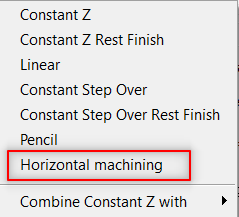 Constant Z
Constant Z Rest Finish
Linear
Constant Step Over
Constant Step Over Rest Finish
Pencil
Horizontal machining
Combine Constant Z with